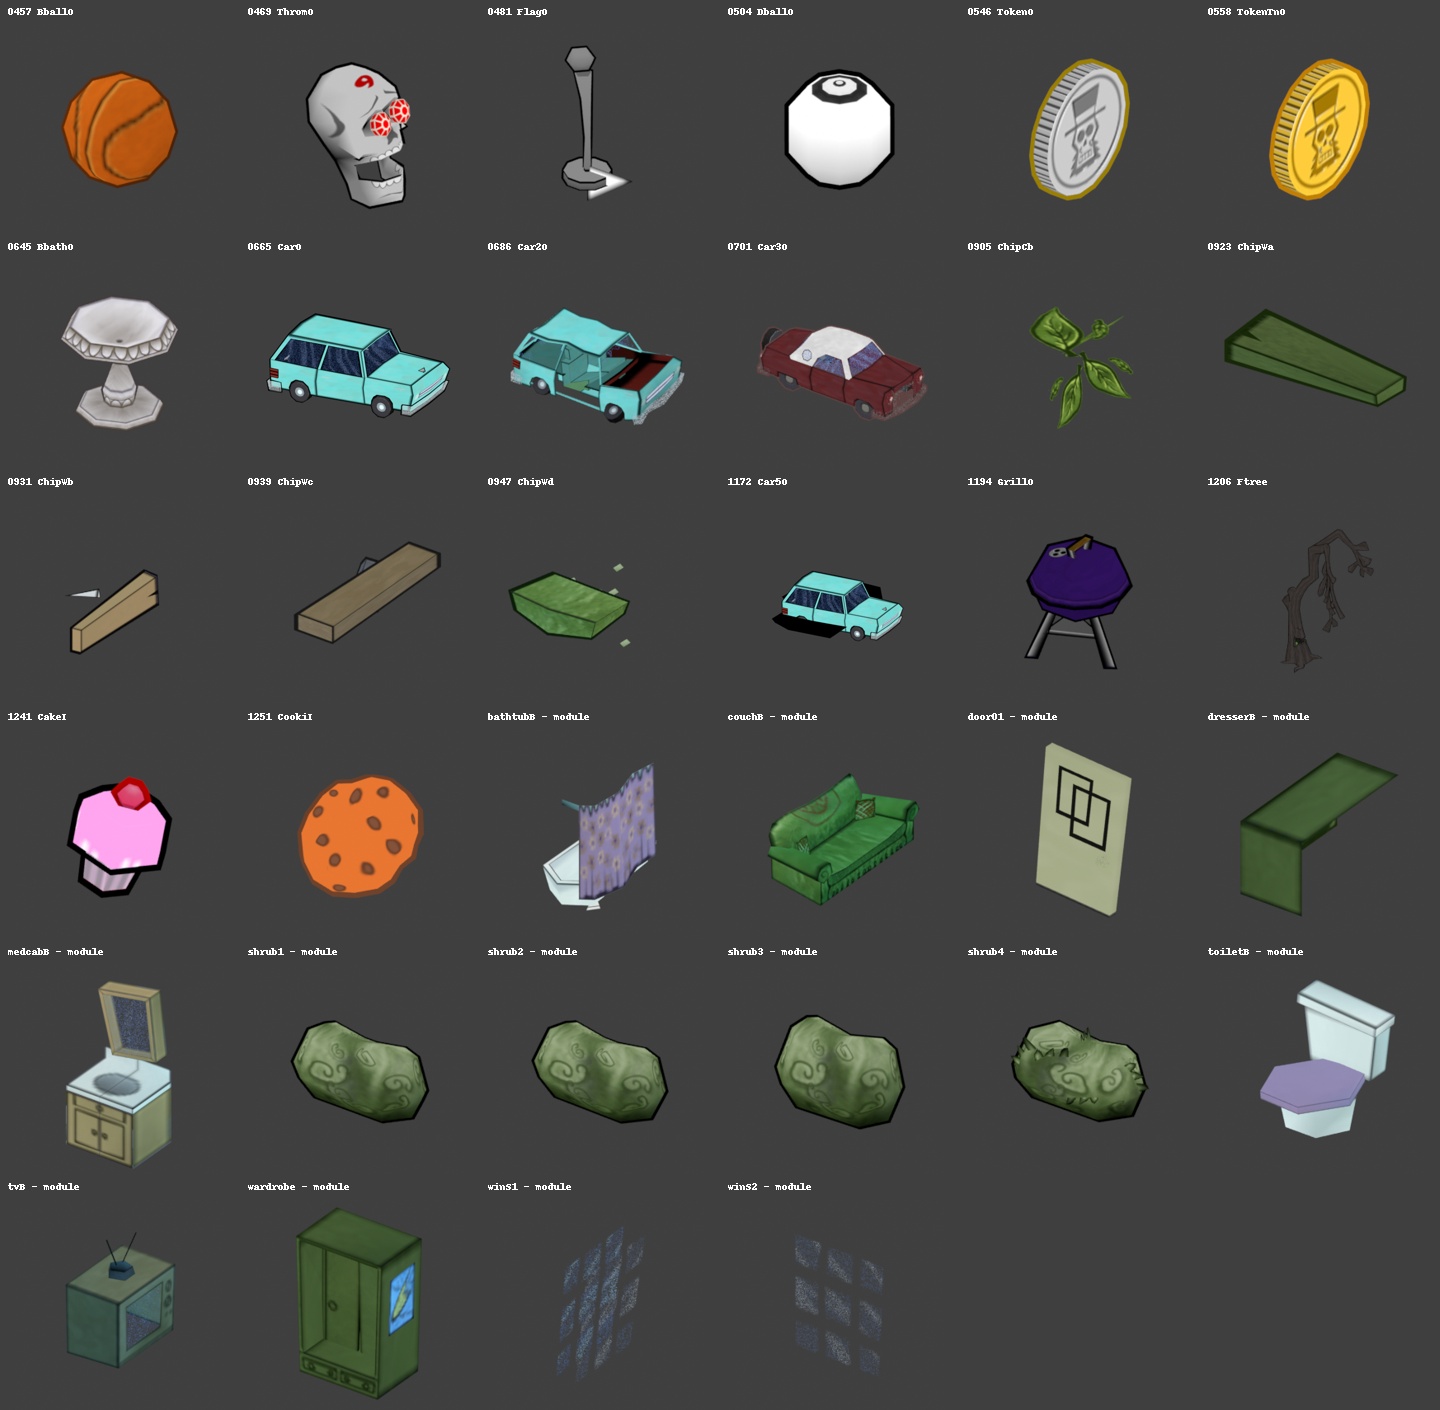 0457 Bball0
0469 Throm0
0481 Flag0
0504 Dball0
0546 Token0
0558 TokenTn0
0645 Bbath0
0665 Car0
0686 Car20
0701 Car30
0905 ChipCb
0923 ChipWa
0931 ChipWb
0939 ChipWc
0947 ChipWd
1172 Car50
1194 Grill0
1206 Ftree
1241 CakeI
1251 CookiI
bathtubB - module
couchB - module
door01 - module
dresserB - module
medcabB - module
shrub1 - module
shrub2 - module
shrub3 - module
shrub4 - module
toiletB - module
tvB - module
wardrobe - module
winS1 - module
winS2 - module